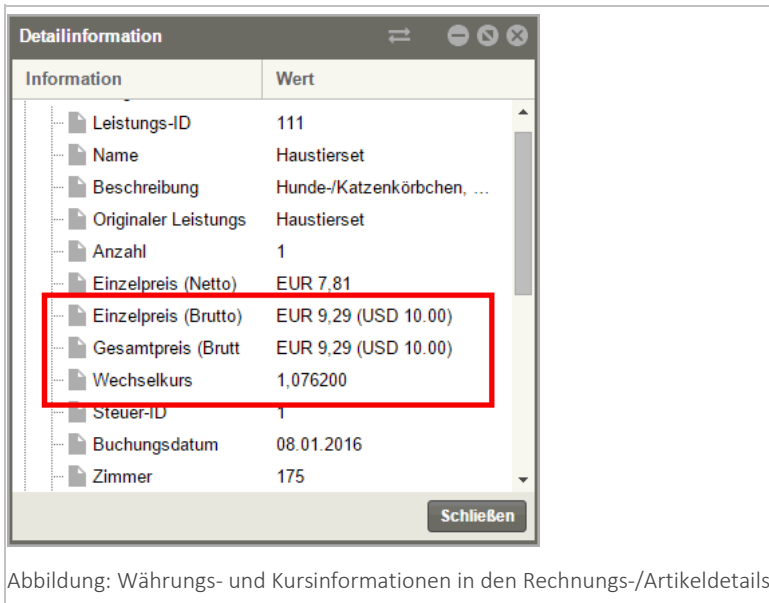 Detailinformation
Information Wert
Leistungs-ID 111
Name Haustierset
Beschreibung Hunde-/Katzenkörbchen, ...
Originaler Leistungs Haustierset
Anzahl 1
Einzelpreis (Netto) EUR 7,81
Einzelpreis (Brutto) EUR 9,29 (USD 10.00)
Gesamtpreis (Brutt EUR 9,29 (USD 10.00)
Wechselkurs 1,076200
Steuer-ID 1
Buchungsdatum 08.01.2016
Zimmer 175
Schließen
Abbildung: Währungs- und Kursinformationen in den Rechnungs-/Artikeldetails